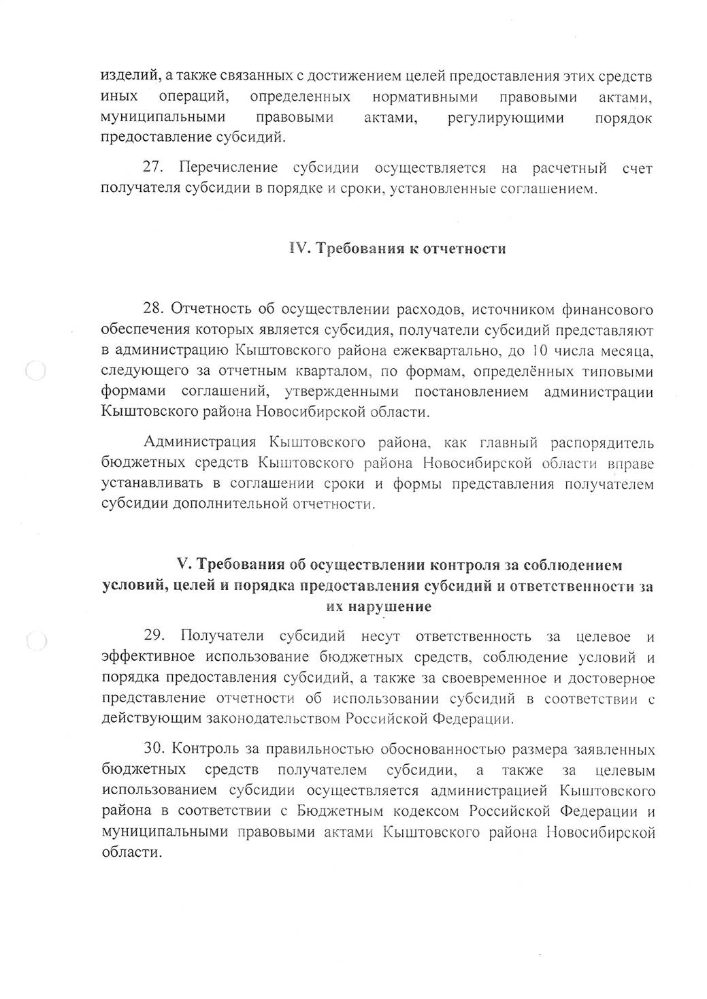 изделий, а также связанных с достижением целей предоставления этих средств
иных операций, определенных нормативными правовыми актами,
муниципальными правовыми актами, регулирующими порядок
предоставление субсидий.
27. Перечисление субсидии осуществляется на расчетный счет
получателя субсидии в порядке и сроки, установленные соглашением.
IV. Требования к отчетности
28. Отчетность об осуществлении расходов, источником финансового
обеспечения которых является субсидия, получатели субсидий представляют
в администрацию Кыштовского района ежеквартально, до 10 числа месяца,
следующего за отчетным кварталом, по формам, определённых типовыми
формами соглашений, утвержденными постановлением администрации
Кыштовского района Новосибирской области.
Администрация Кыштовского района, как главный распорядитель
бюджетных средств Кыштовского района Новосибирской области вправе
устанавливать в соглашении сроки и формы представления получателем
субсидии дополнительной отчетности.
V. Требования об осуществлении контроля за соблюдением
условий, целей и порядка предоставления субсидий и ответственности за
их нарушение
29. Получатели субсидий несут ответственность за целевое и
эффективное использование бюджетных средств, соблюдение условий и
порядка предоставления субсидий, а также за своевременное и достоверное
представление отчетности об использовании субсидий в соответствии с
действующим законодательством Российской Федерации.
30. Контроль за правильностью обоснованностью размера заявленных
бюджетных средств получателем субсидии, а также за целевым
использованием субсидии осуществляется администрацией Кыштовского
района в соответствии с Бюджетным кодексом Российской Федерации и
муниципальными правовыми актами Кыштовского района Новосибирской
области.